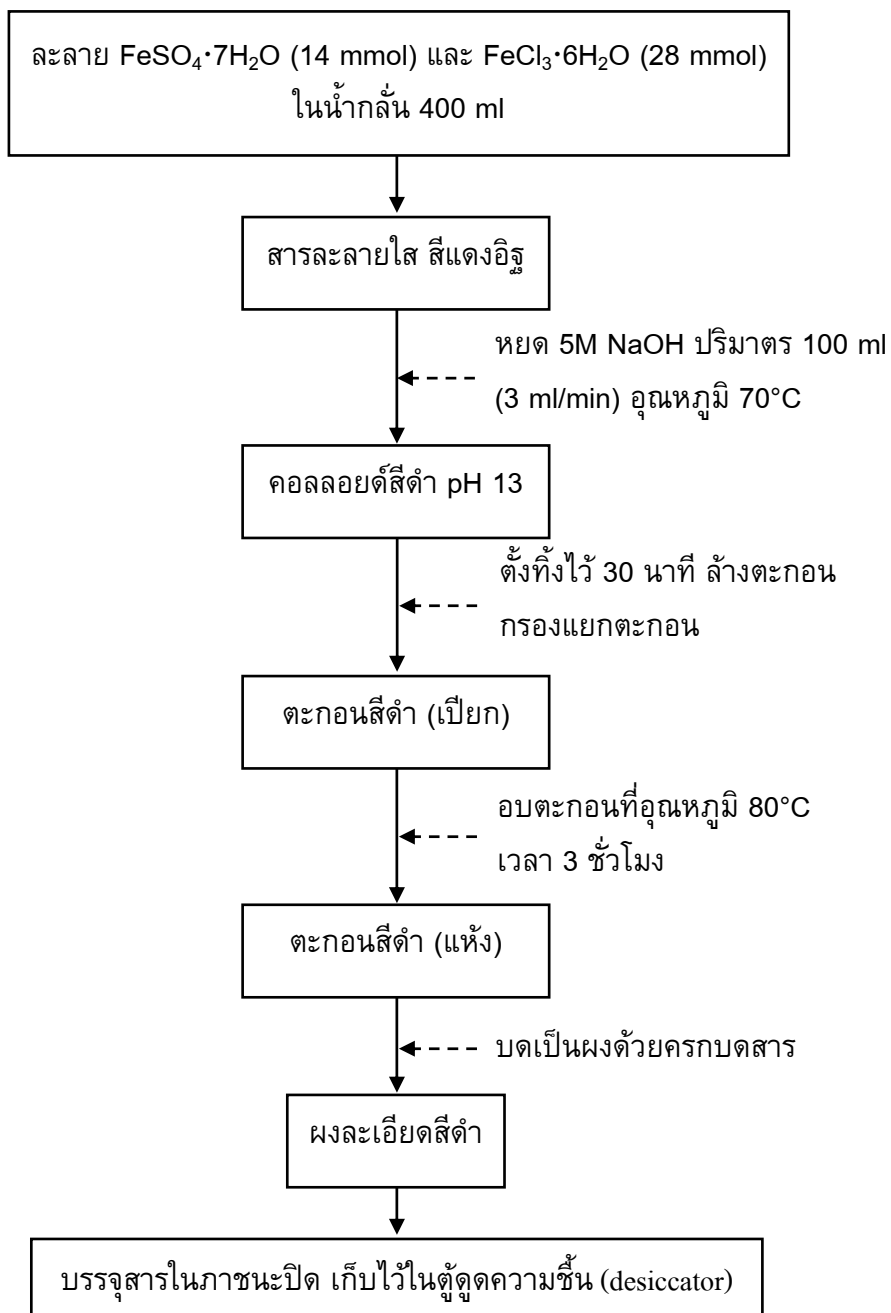 ละลาย FeSO₄·7H₂O (14 mmol) และ FeCl₃·6H₂O (28 mmol)
ในน้ำกลั่น 400 ml
สารละลายใส สีแดงอิฐ
หยด 5M NaOH ปริมาตร 100 ml
(3 ml/min) อุณหภูมิ 70°C
คอลลอยด์สีดำ pH 13
ตั้งทิ้งไว้ 30 นาที ล้างตะกอน
กรองแยกตะกอน
ตะกอนสีดำ (เปียก)
อบตะกอนที่อุณหภูมิ 80°C
เวลา 3 ชั่วโมง
ตะกอนสีดำ (แห้ง)
บดเป็นผงด้วยครกบดสาร
ผงละเอียดสีดำ
บรรจุสารในภาชนะปิด เก็บไว้ในตู้ดูดความชื้น (desiccator)